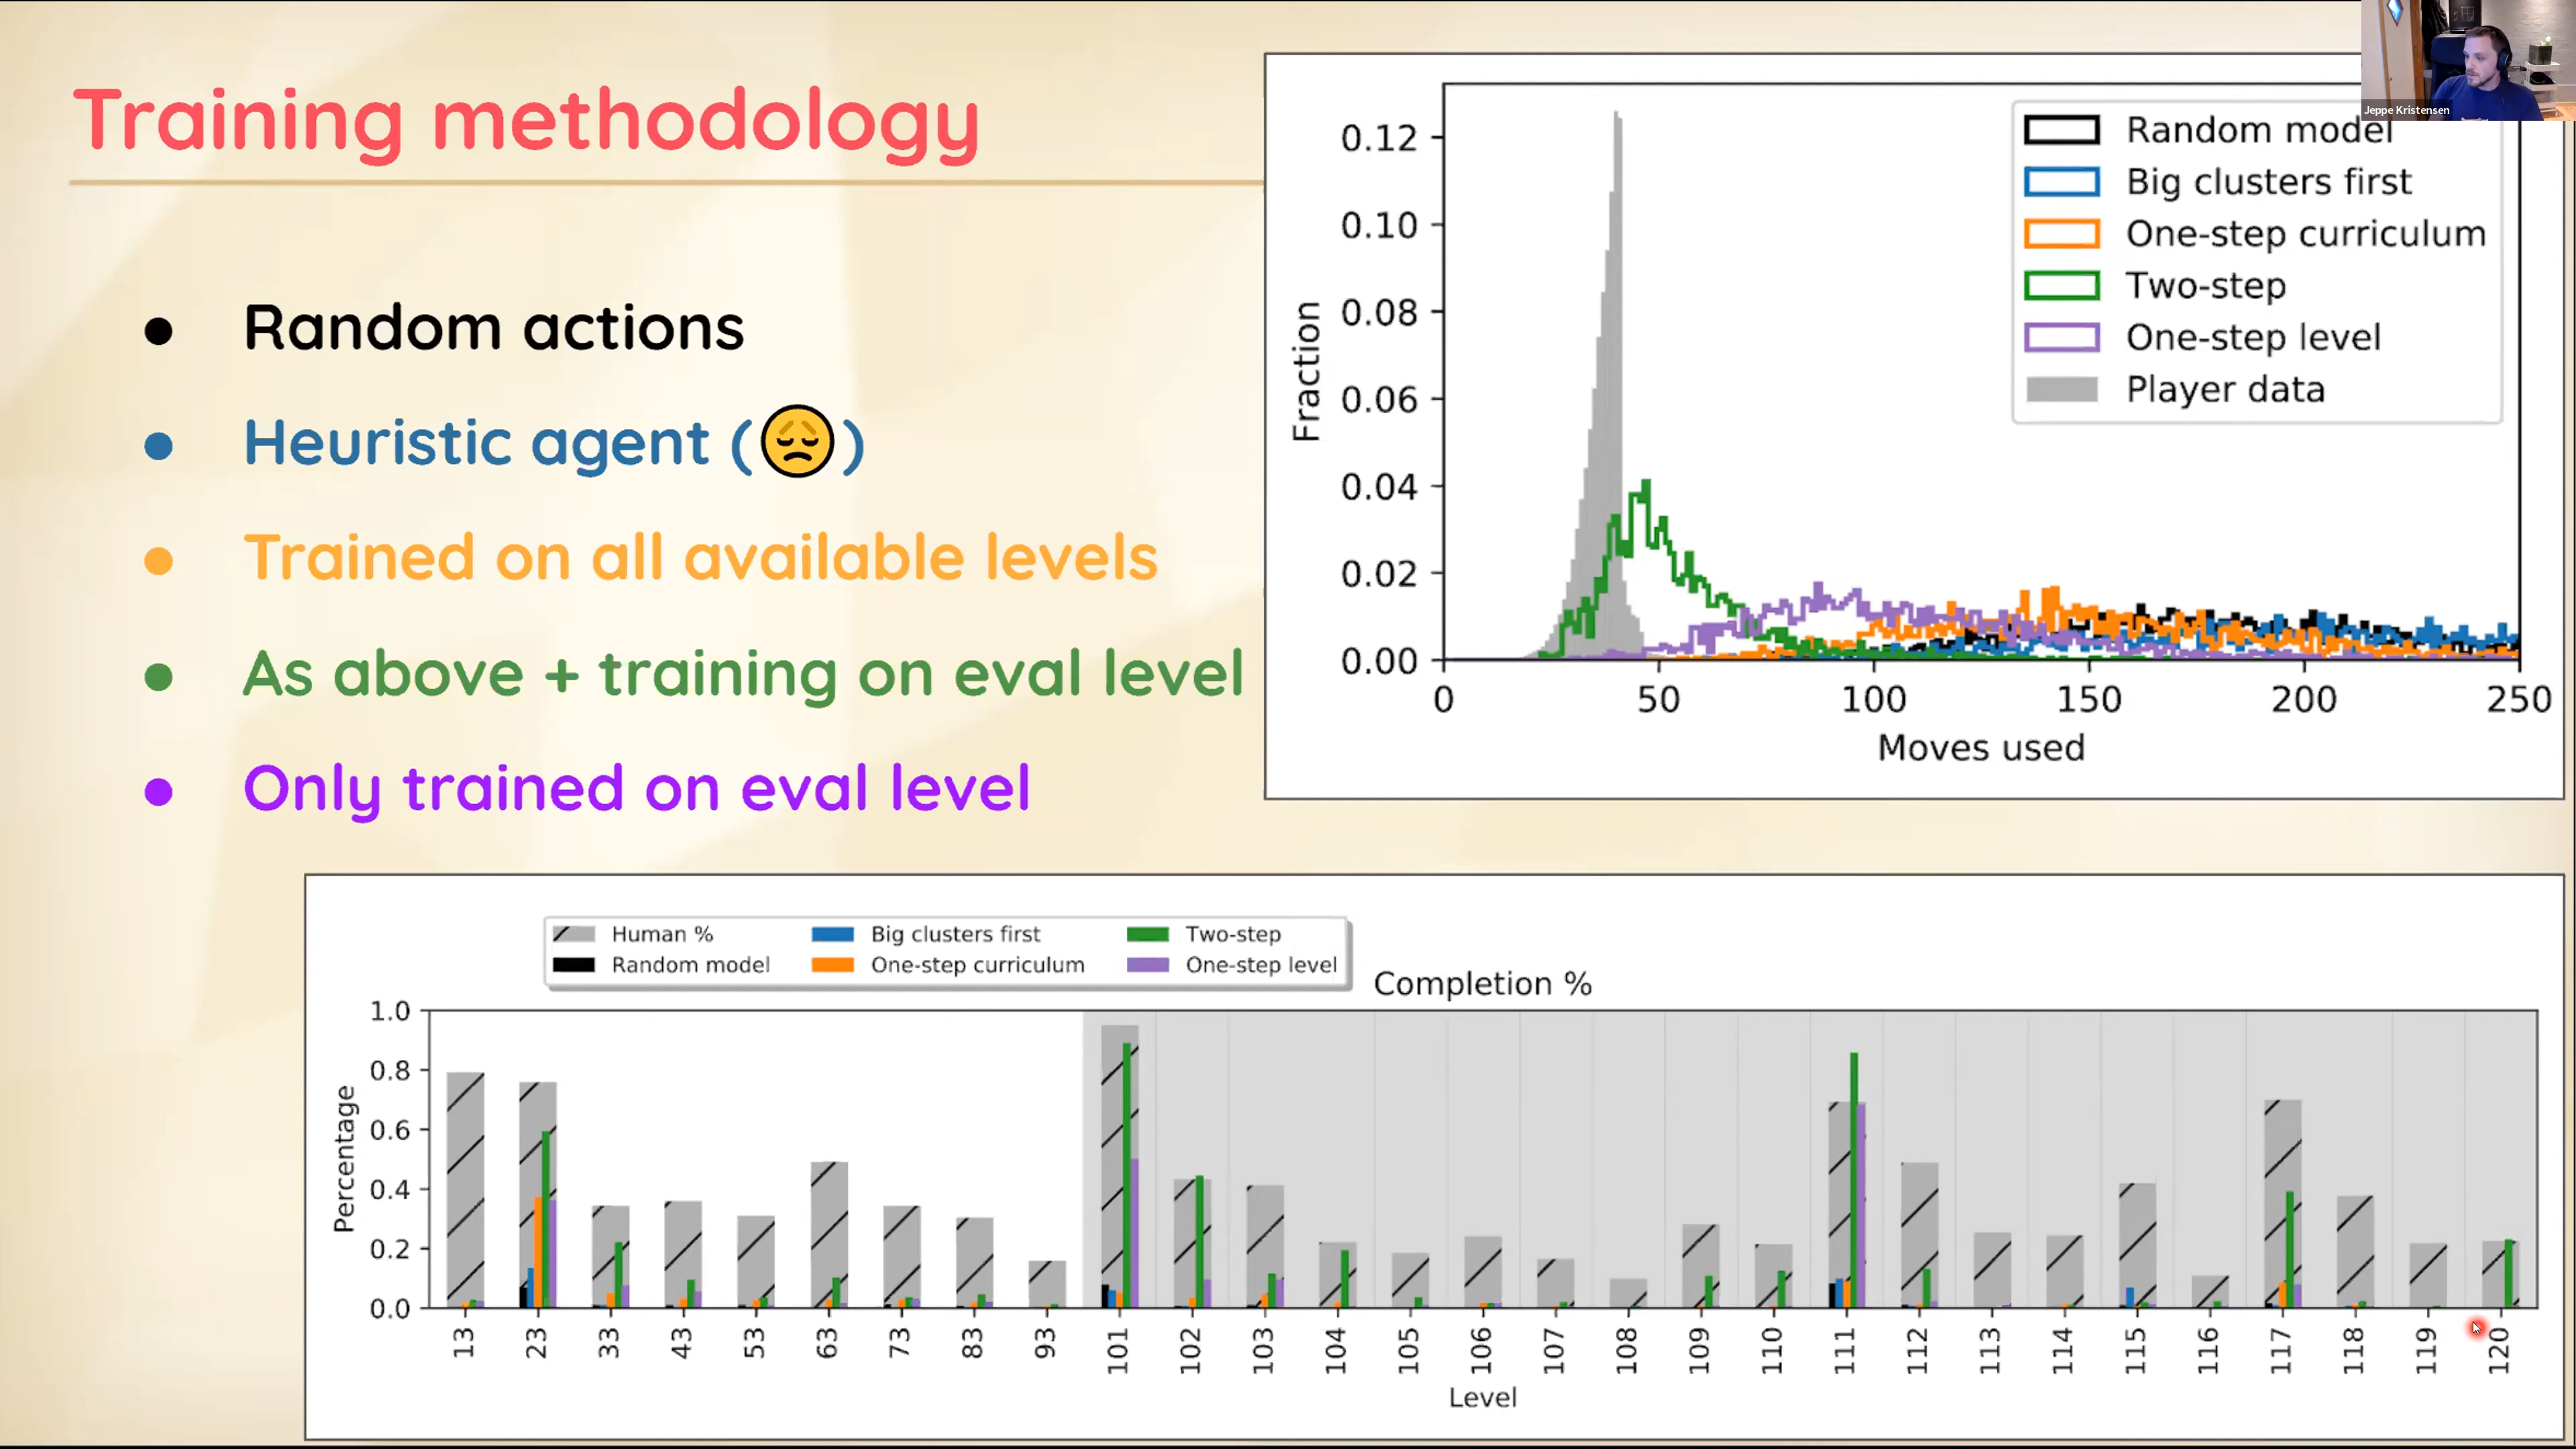 Training methodology
Random actions
Heuristic agent (😔)
Trained on all available levels
As above + training on eval level
Only trained on eval level
Jeppe Kristensen
Random model
Big clusters first
One-step curriculum
Two-step
One-step level
Player data
Fraction
0.12
0.10
0.08
0.06
0.04
0.02
0.00
0 50 100 150 200 250
Moves used
Human % Big clusters first Two-step
Random model One-step curriculum One-step level
Completion %
Percentage
1.0
0.8
0.6
0.4
0.2
0.0
13 23 33 43 53 63 73 83 93 101 102 103 104 105 106 107 108 109 110 111 112 113 114 115 116 117 118 119 120
Level